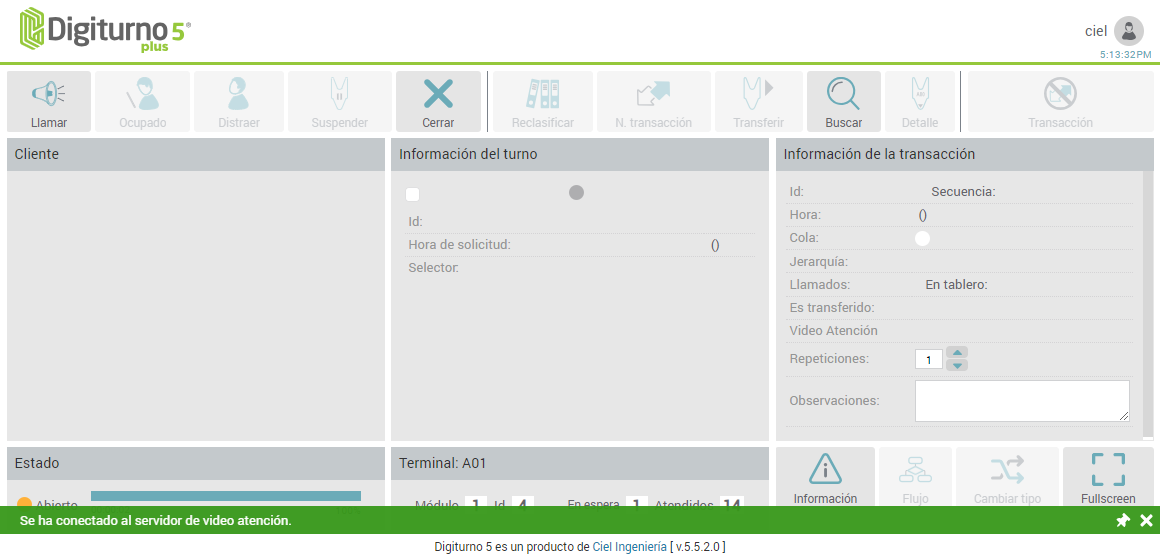 Digiturno 5®
plus
ciel
5:13:32PM
Llamar Ocupado Distraer Suspender Cerrar Reclasificar N. transacción Transferir Buscar Detalle Transacción
Cliente Información del turno Información de la transacción
Id: Secuencia:
Hora: ()
Cola:
Jerarquía:
Llamados: En tablero:
Es transferido:
Video Atención
Repeticiones: 1
Observaciones:
Id:
Hora de solicitud: ()
Selector:
Estado Terminal: A01
Abierto Módulo 1 Id 4 En espera 1 Atendidos 14
Información Flujo Cambiar tipo Fullscreen
Se ha conectado al servidor de video atención.
Digiturno 5 es un producto de Ciel Ingeniería [ v.5.5.2.0 ]